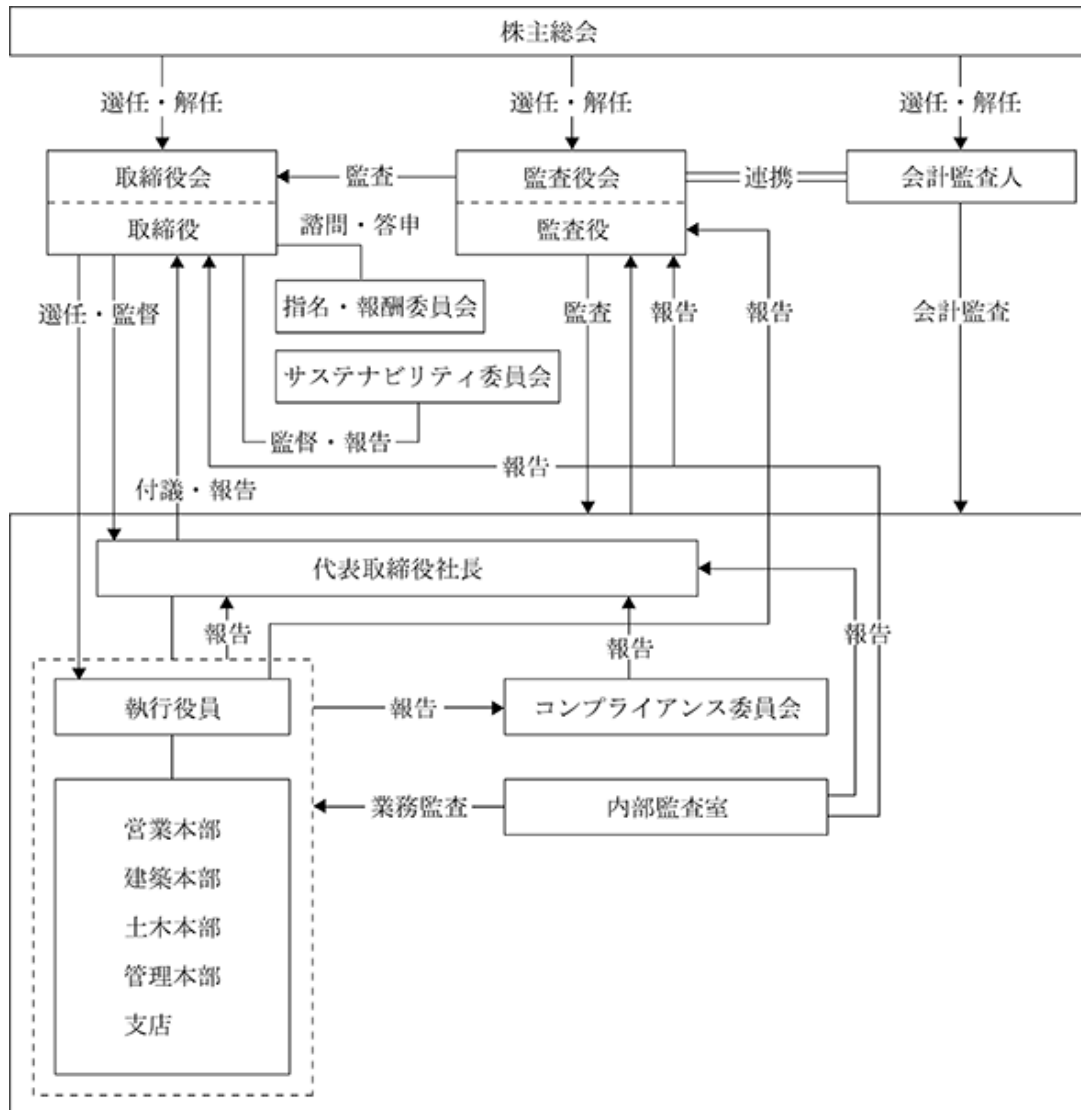 株主総会
選任・解任
選任・解任
選任・解任
取締役会
監査
監査役会
連携
会計監査人
取締役
諮問・答申
監査役
選任・監督
指名・報酬委員会
監査
報告
報告
会計監査
サステナビリティ委員会
監督・報告
報告
付議・報告
代表取締役社長
報告
報告
報告
執行役員
報告
コンプライアンス委員会
業務監査
内部監査室
営業本部
建築本部
土木本部
管理本部
支店